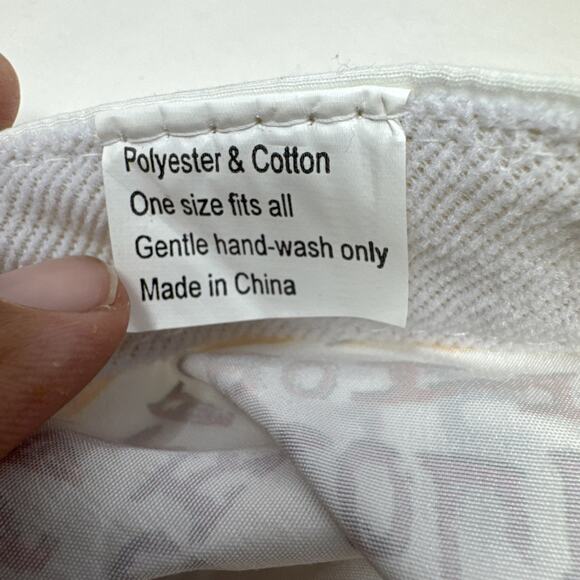 Polyester & Cotton
One size fits all
Gentle hand-wash only
Made in China